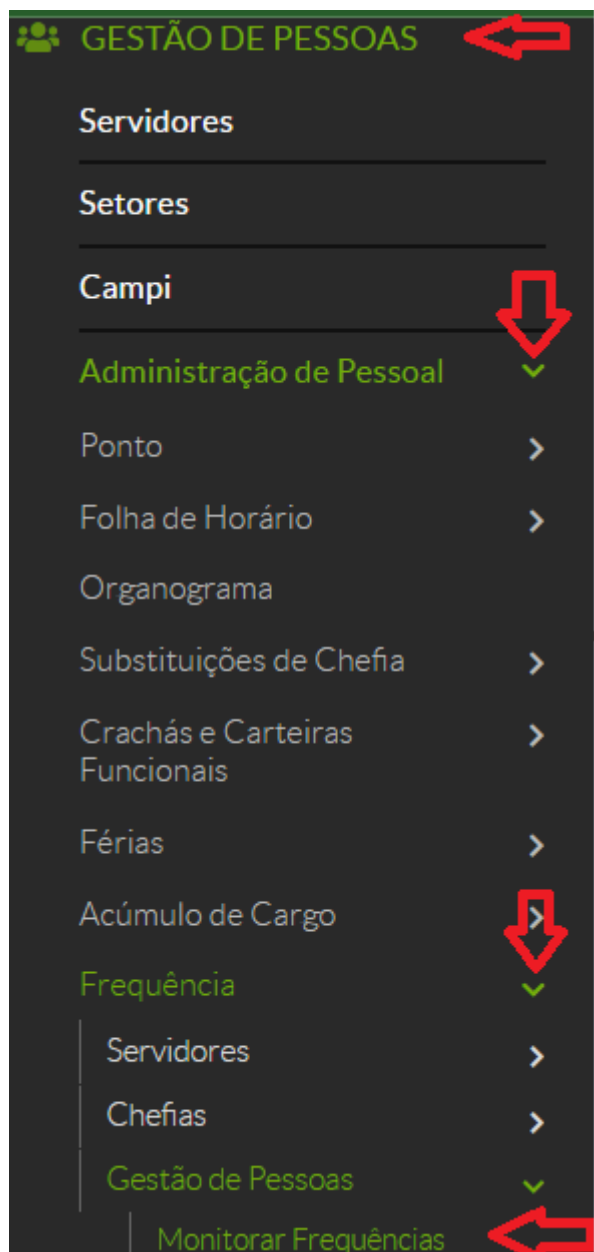 GESTÃO DE PESSOAS
Servidores
Setores
Campi
Administração de Pessoal
Ponto
Folha de Horário
Organograma
Substituições de Chefia
Crachás e Carteiras
Funcionais
Férias
Acúmulo de Cargo
Frequência
Servidores
Chefias
Gestão de Pessoas
Monitorar Frequências